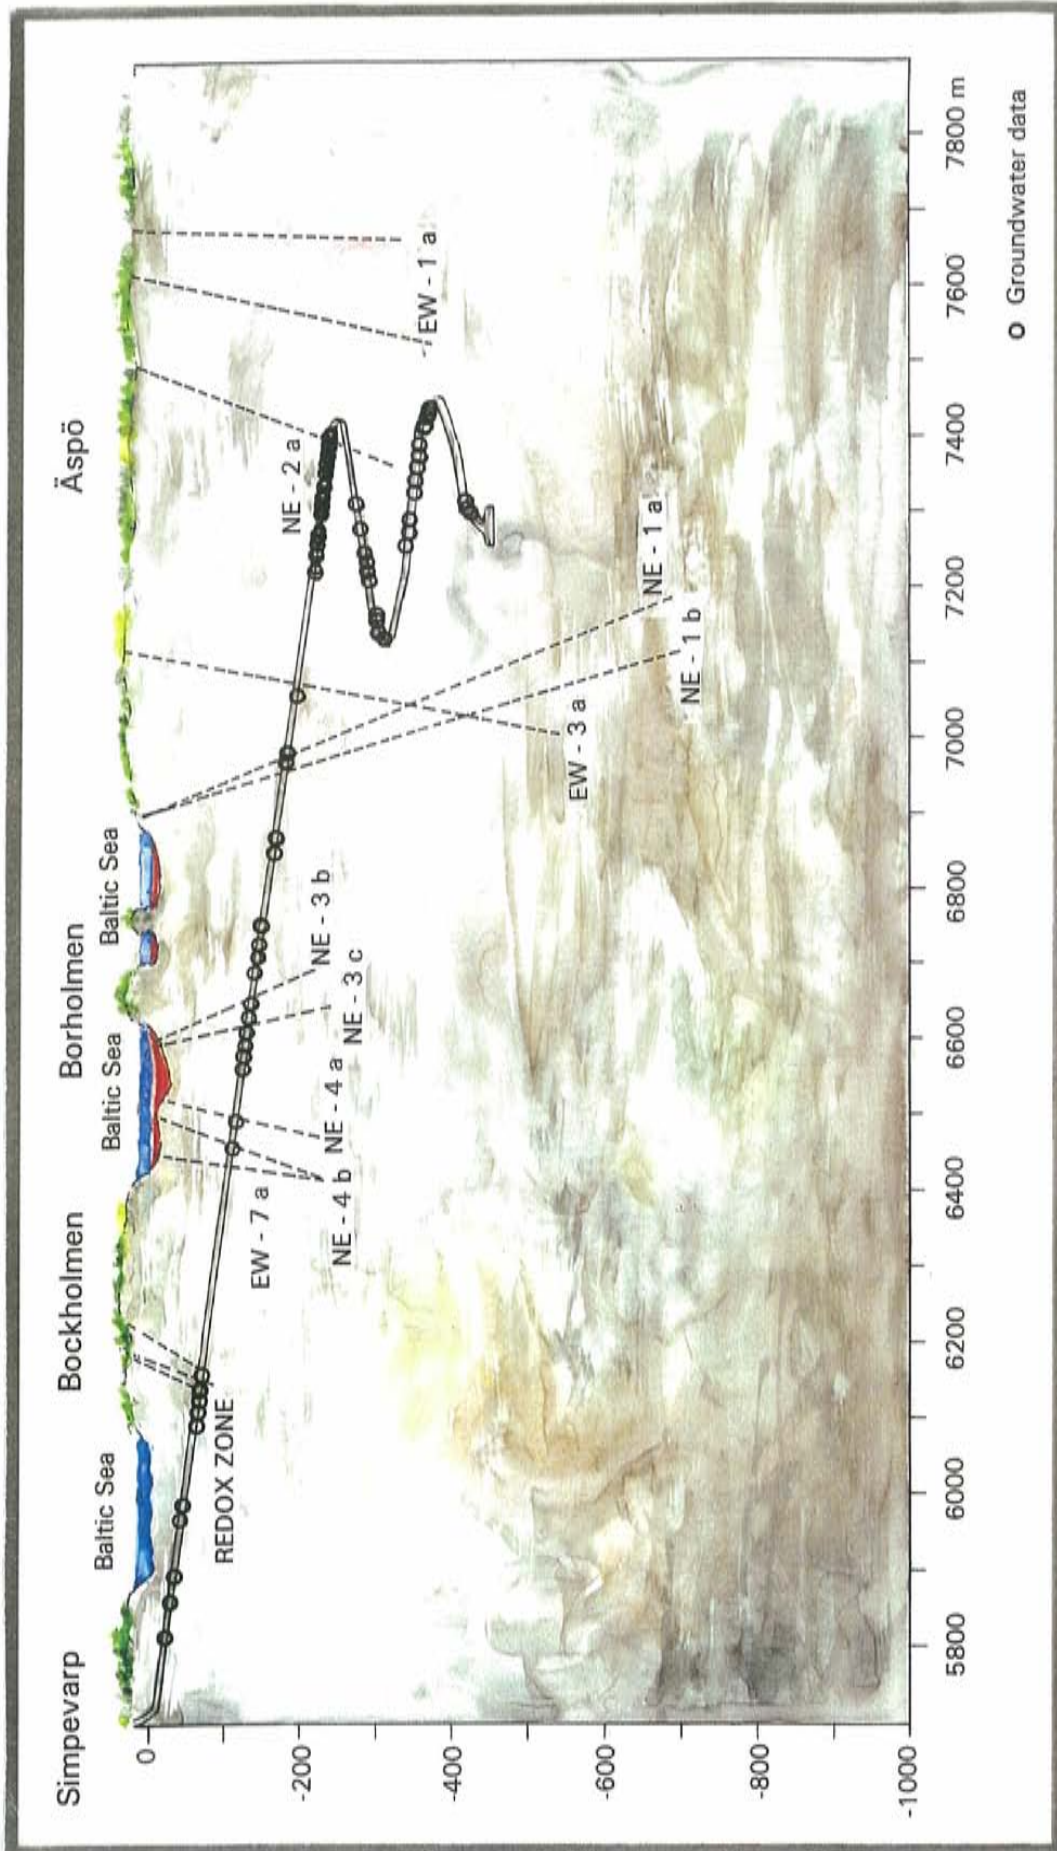 Simpevarp
Bockholmen
Borholmen
Äspö
Baltic Sea
Baltic Sea
Baltic Sea
0
-200
-400
-600
-800
-1000
REDOX ZONE
EW - 7 a
NE - 4 b
NE - 4 a
NE - 3 c
NE - 3 b
EW - 3 a
NE - 1 b
NE - 1 a
NE - 2 a
EW - 1 a
5800 6000 6200 6400 6600 6800 7000 7200 7400 7600 7800 m
Groundwater data